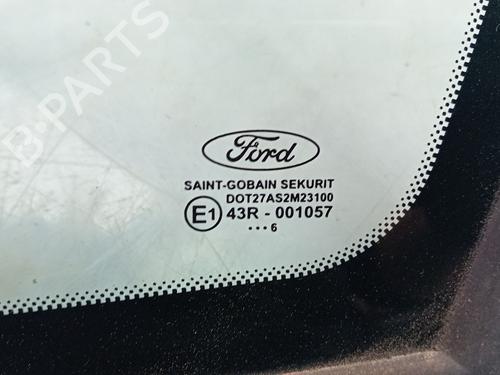 B-PARTS
Ford
SAINT-GOBAIN SEKURIT
DOT27AS2M23100
E1 43R - 001057
•••6